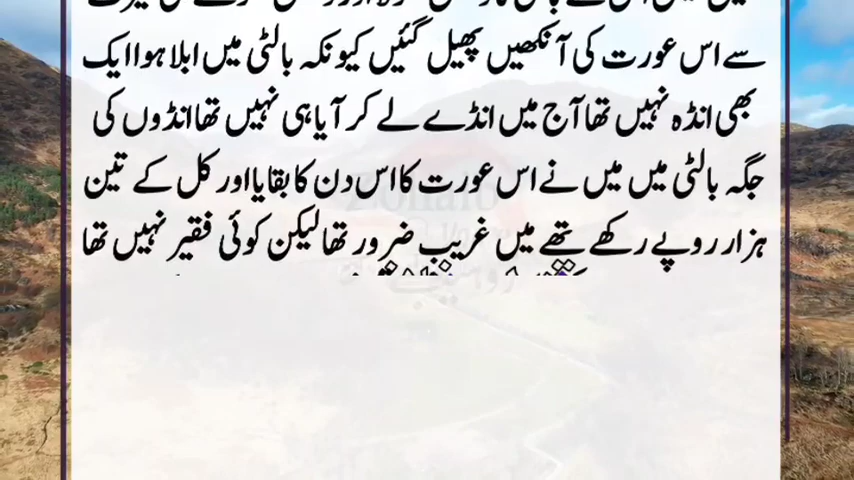 سے اس عورت کی آنکھیں پھیل گئیں کیونکہ بالٹی میں ابلا ہوا ایک
بھی انڈہ نہیں تھا آج میں انڈے لے کر آیا ہی نہیں تھا انڈوں کی
جگہ بالٹی میں میں نے اس عورت کا اس دن کا بقایا اور کل کے تین
ہزار روپے رکھے تھے میں غریب ضرور تھا لیکن کوئی فقیر نہیں تھا